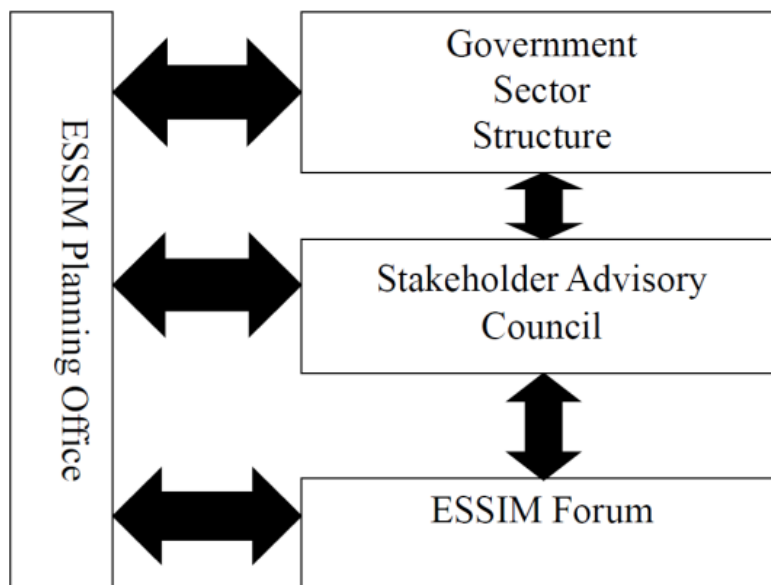 ESSIM Planning Office
Government
Sector
Structure
Stakeholder Advisory
Council
ESSIM Forum